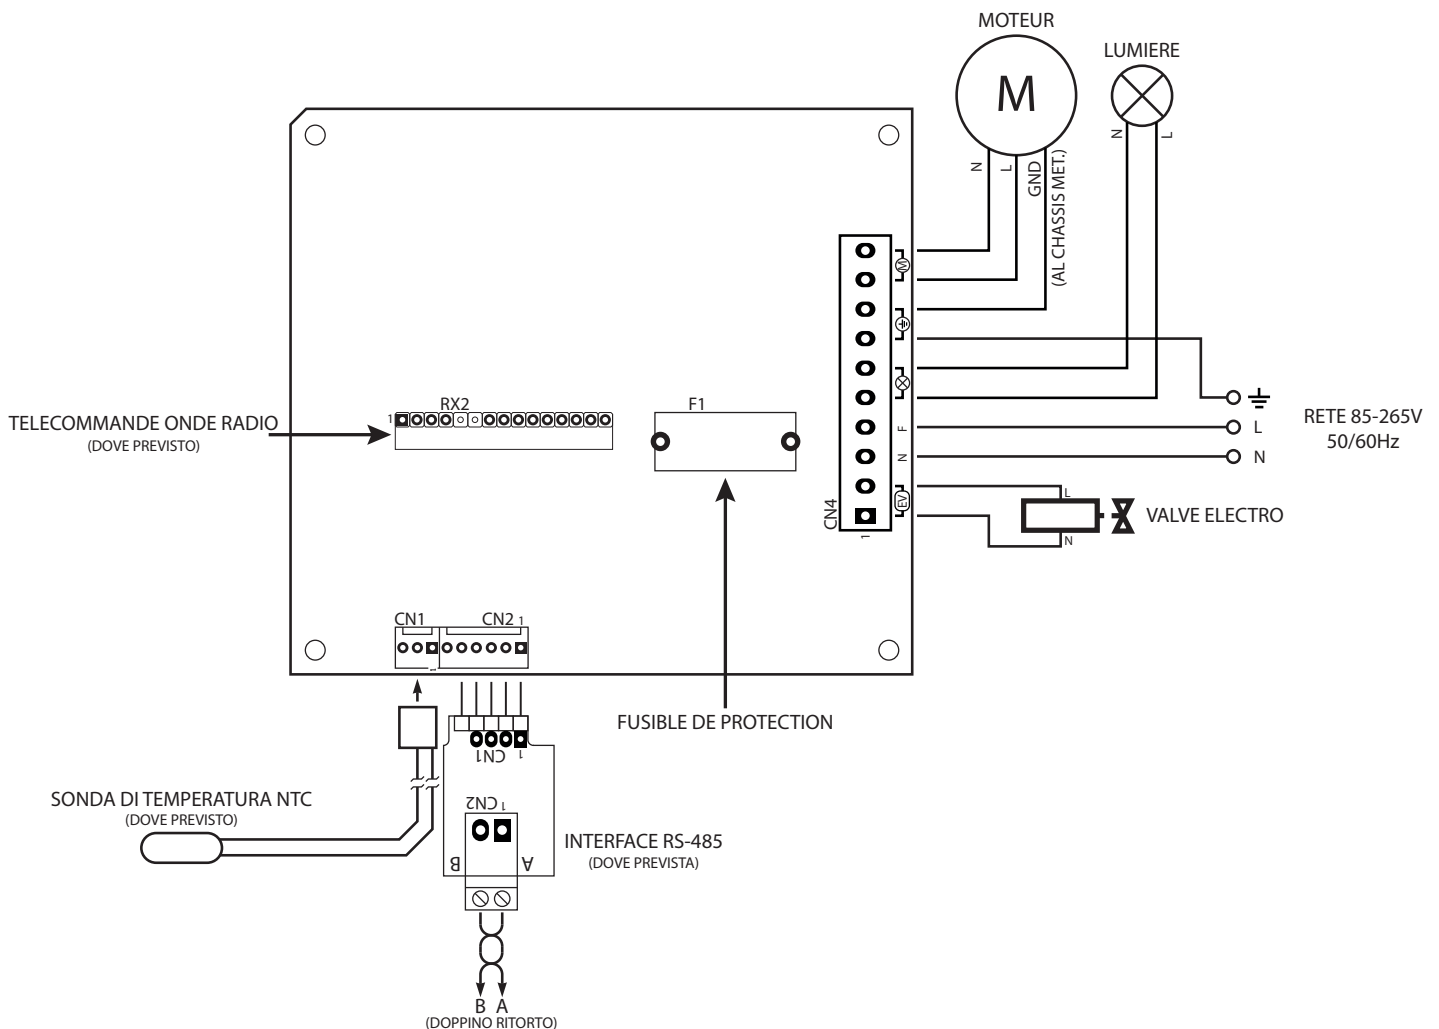 MOTEUR
LUMIERE
M
N
L
GND
(AL CHASSIS MET.)
N
L
M
RX2
1
F1
TELECOMMANDE ONDE RADIO
(DOVE PREVISTO)
F
N
EV
CN4
1
L
N
RETE 85-265V
50/60Hz
L
N
VALVE ELECTRO
CN1
CN2 1
1
FUSIBLE DE PROTECTION
CN1
1
SONDA DI TEMPERATURA NTC
(DOVE PREVISTO)
CN2
1
INTERFACE RS-485
(DOVE PREVISTA)
B
A
B A
(DOPPINO RITORTO)